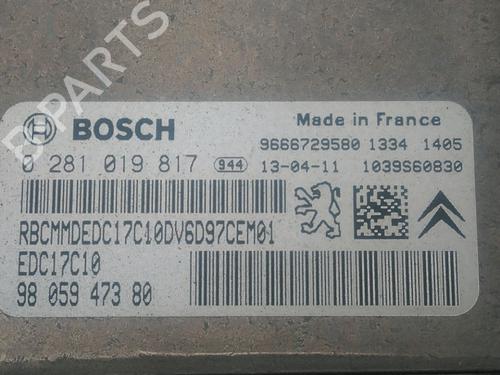 B-PARTS
BOSCH
Made in France
9666729580 1334 1405
0 281 019 817 944 13-04-11 1039S60830
RBCMMDEDC17C10DV6D97CEM01
EDC17C10
98 059 473 80